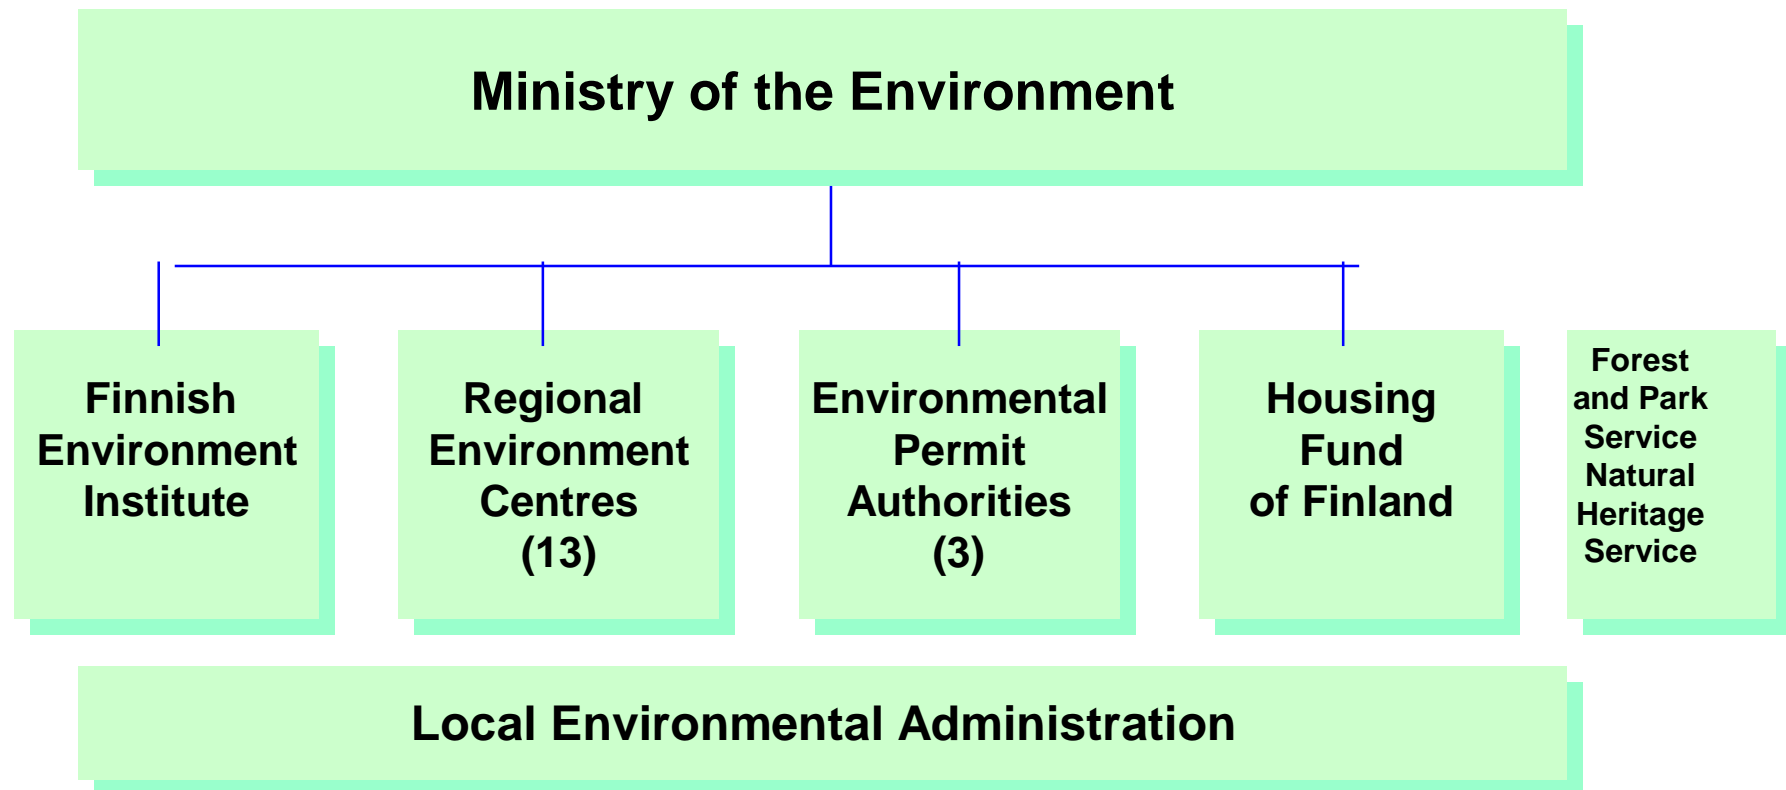 Ministry of the Environment
Finnish
Environment
Institute
Regional
Environment
Centres
(13)
Environmental
Permit
Authorities
(3)
Housing
Fund
of Finland
Forest
and Park
Service
Natural
Heritage
Service
Local Environmental Administration